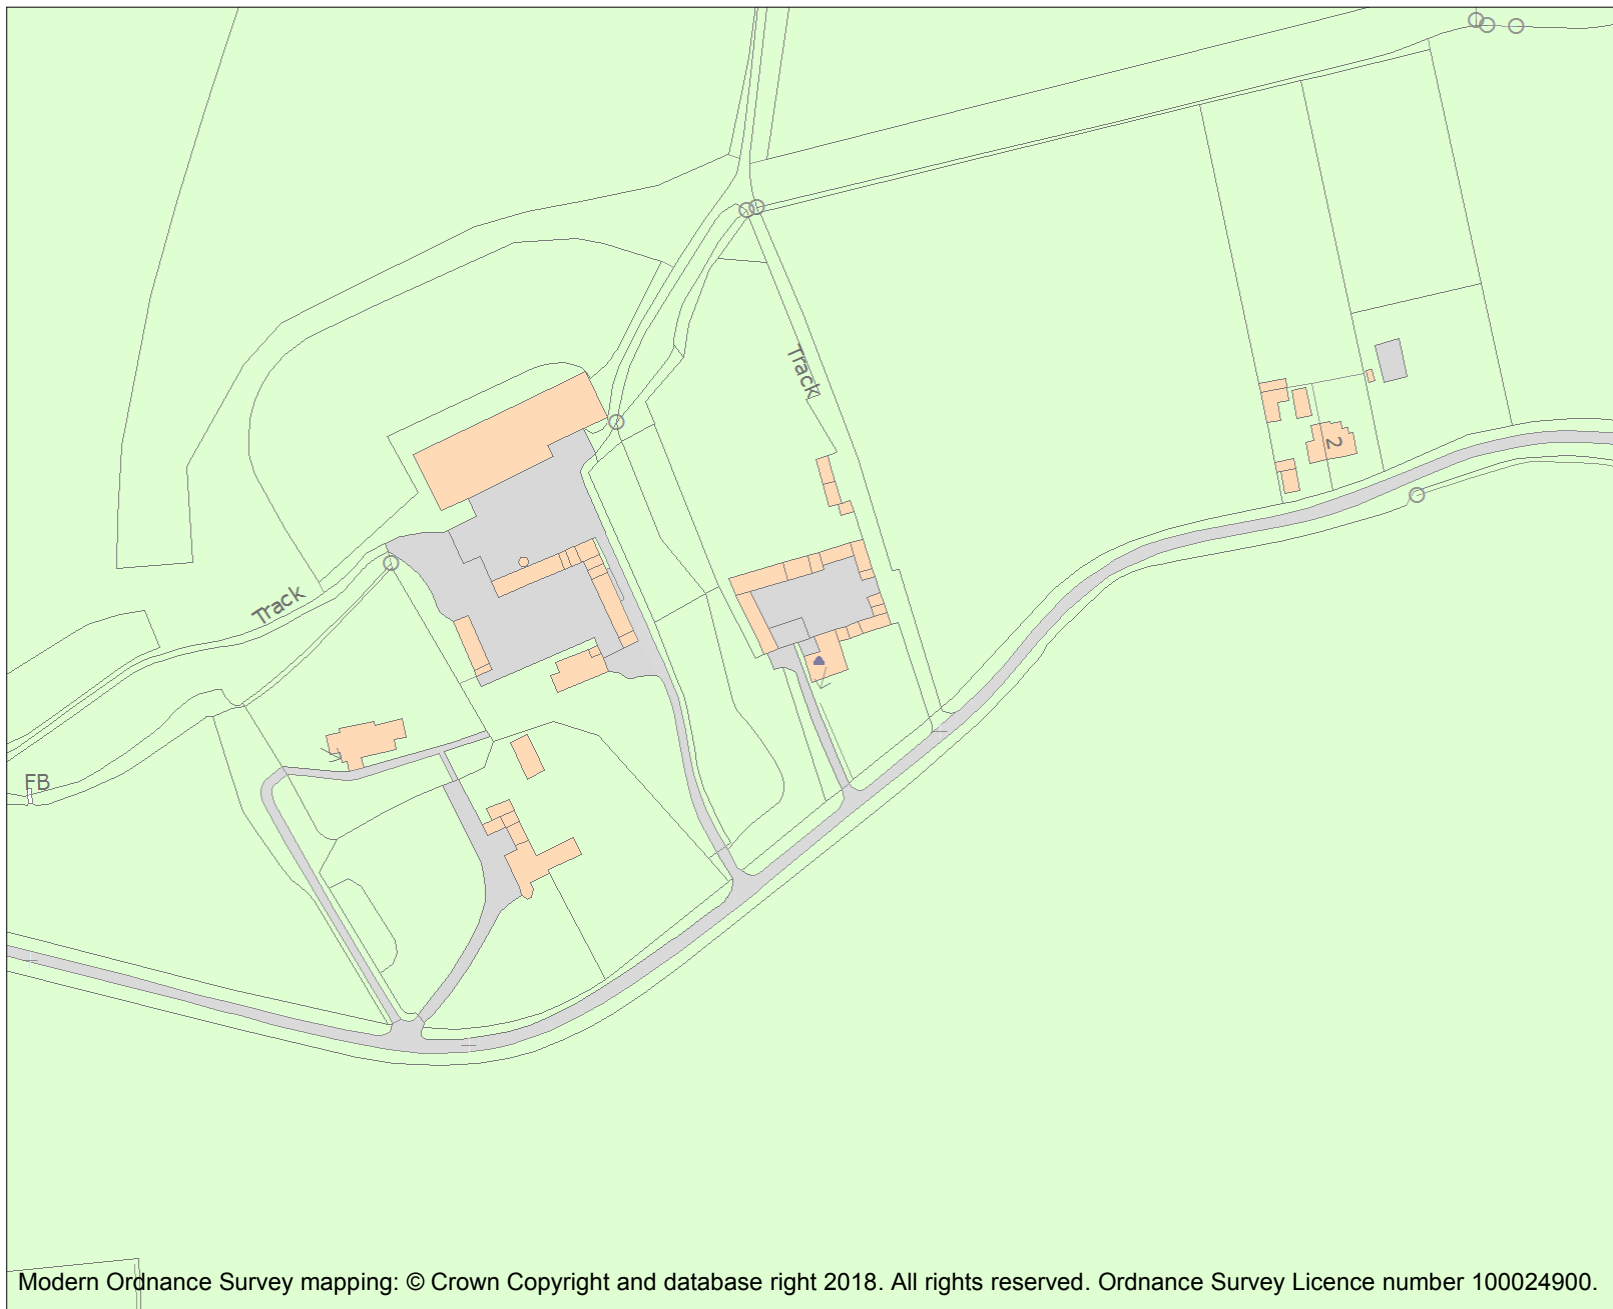 Track
2
Track
FB
Modern Ordnance Survey mapping: © Crown Copyright and database right 2018. All rights reserved. Ordnance Survey Licence number 100024900.